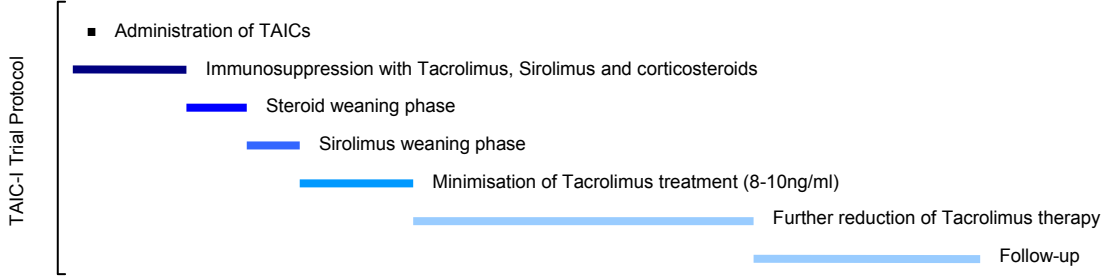 TAIC-I Trial Protocol
Administration of TAICs
Immunosuppression with Tacrolimus, Sirolimus and corticosteroids
Steroid weaning phase
Sirolimus weaning phase
Minimisation of Tacrolimus treatment (8-10ng/ml)
Further reduction of Tacrolimus therapy
Follow-up